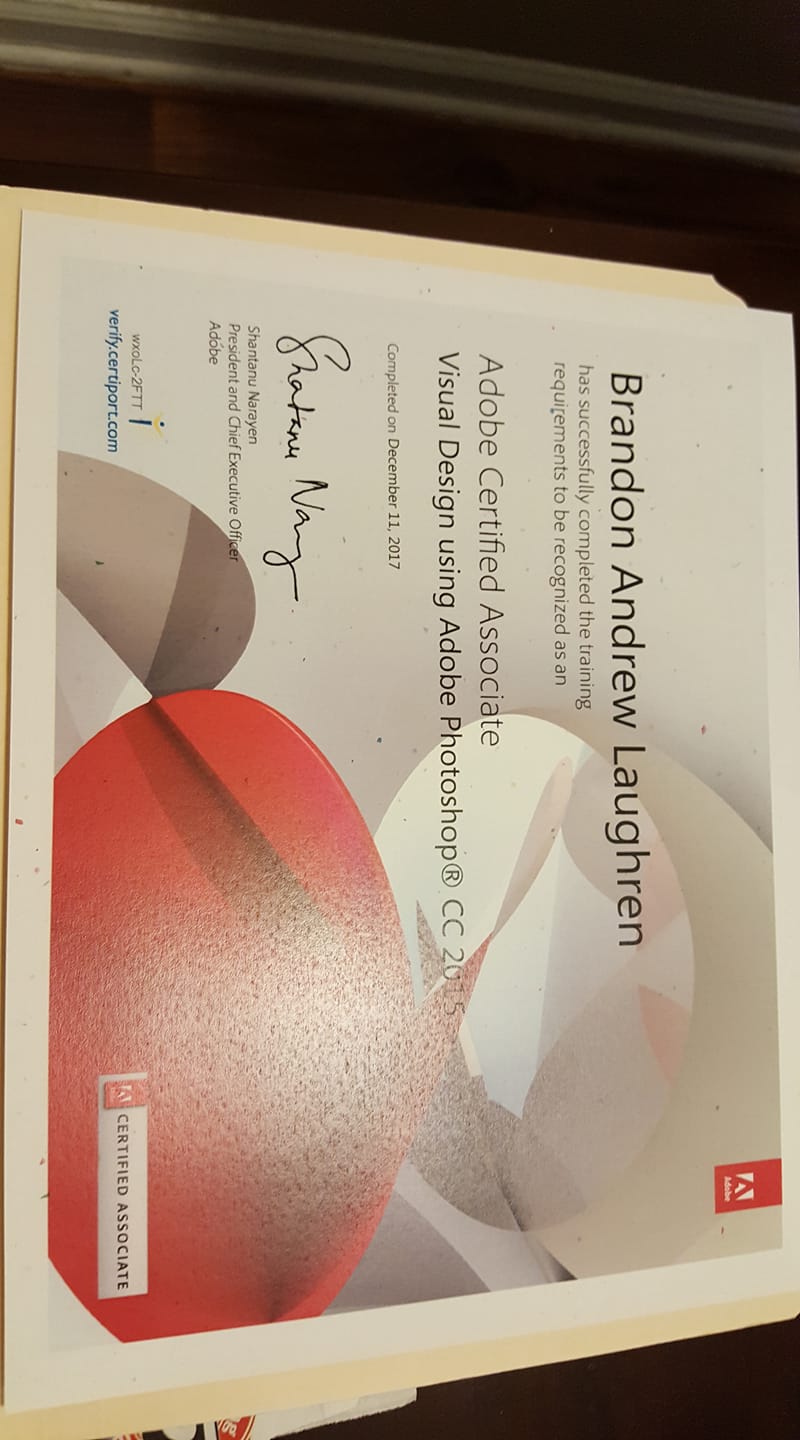 Adobe
Brandon Andrew Laughren
has successfully completed the training
requirements to be recognized as an
Adobe Certified Associate
Visual Design using Adobe Photoshop® CC 2015
Completed on December 11, 2017
Shantanu Narayen
President and Chief Executive Officer
Adobe
wxoLc-2FTT
verify.certiport.com
CERTIFIED ASSOCIATE